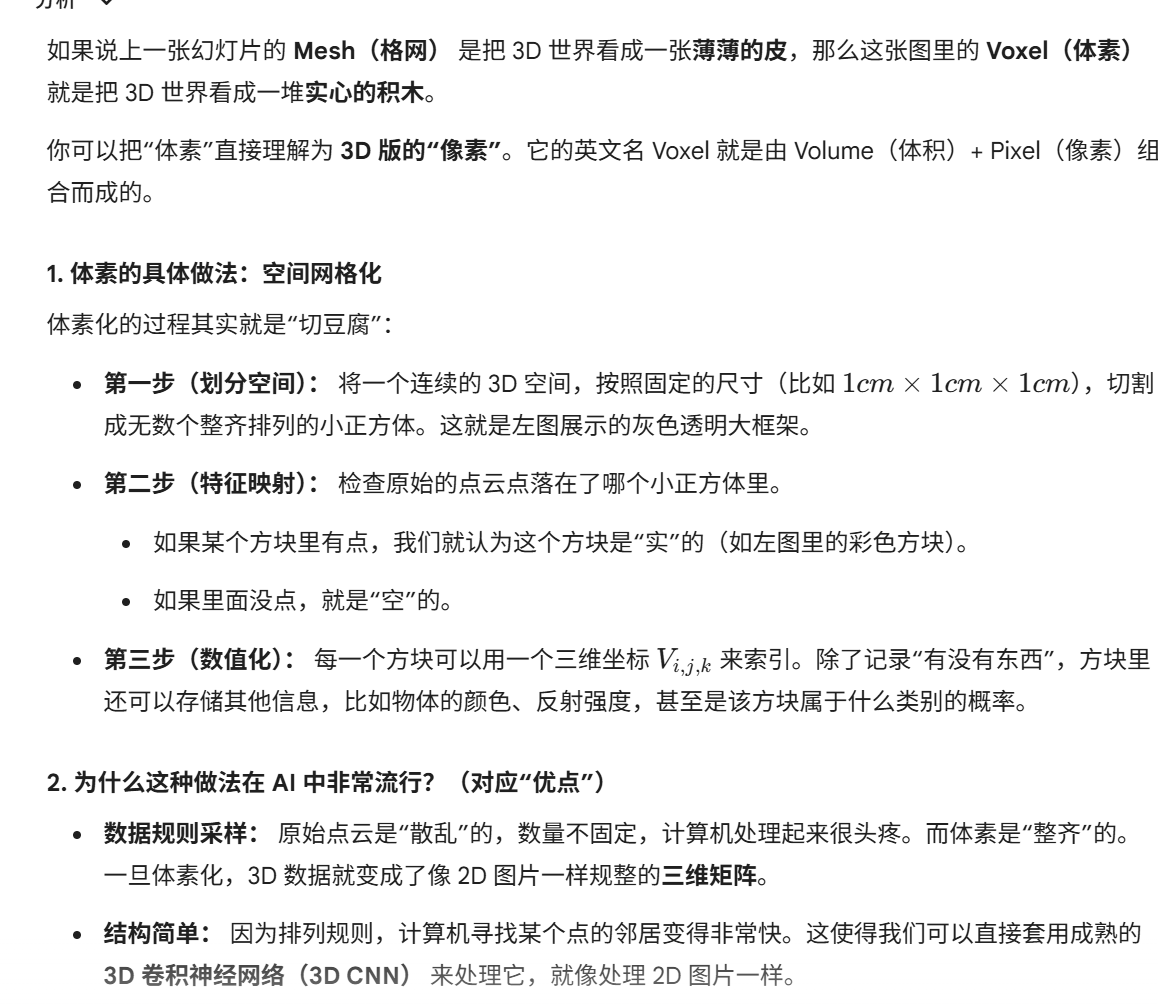 分析
如果说上一张幻灯片的 Mesh（格网） 是把 3D 世界看成一张薄薄的皮，那么这张图里的 Voxel（体素）
就是把 3D 世界看成一堆实心的积木。
你可以把“体素”直接理解为 3D 版的“像素”。它的英文名 Voxel 就是由 Volume（体积）+ Pixel（像素）组
合而成的。
1. 体素的具体做法：空间网格化
体素化的过程其实就是“切豆腐”：
• 第一步（划分空间）： 将一个连续的 3D 空间，按照固定的尺寸（比如 1cm × 1cm × 1cm），切割
成无数个整齐排列的小正方体。这就是左图展示的灰色透明大框架。
• 第二步（特征映射）： 检查原始的点云点落在了哪个小正方体里。
• 如果某个方块里有点，我们就认为这个方块是“实”的（如左图里的彩色方块）。
• 如果里面没点，就是“空”的。
• 第三步（数值化）： 每一个方块可以用一个三维坐标 V_{i,j,k} 来索引。除了记录“有没有东西”，方块里
还可以存储其他信息，比如物体的颜色、反射强度，甚至是该方块属于什么类别的概率。
2. 为什么这种做法在 AI 中非常流行？（对应“优点”）
• 数据规则采样： 原始点云是“散乱”的，数量不固定，计算机处理起来很头疼。而体素是“整齐”的。
一旦体素化，3D 数据就变成了像 2D 图片一样规整的三维矩阵。
• 结构简单： 因为排列规则，计算机寻找某个点的邻居变得非常快。这使得我们可以直接套用成熟的
3D 卷积神经网络（3D CNN） 来处理它，就像处理 2D 图片一样。